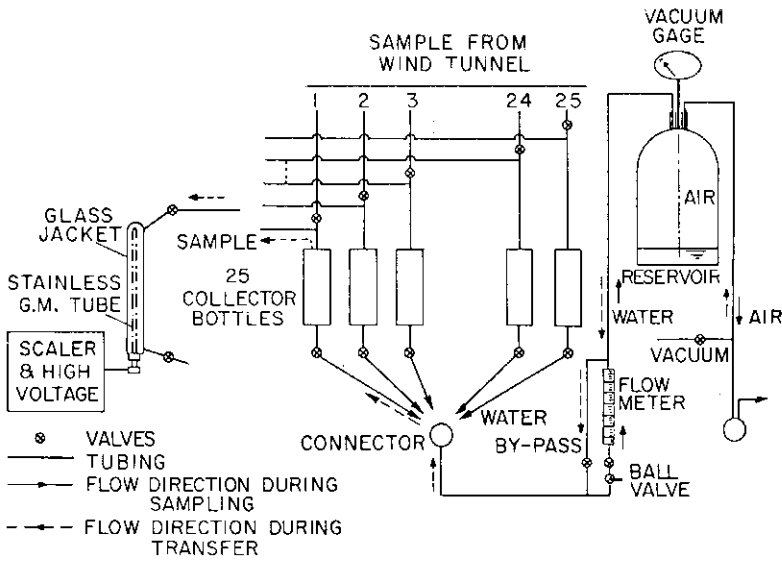 VACUUM
GAGE
SAMPLE FROM
WIND TUNNEL
1 2 3 24 25
AIR
GLASS
JACKET
SAMPLE
STAINLESS
G.M. TUBE
25
COLLECTOR
BOTTLES
RESERVOIR
WATER
AIR
VACUUM
SCALER
& HIGH
VOLTAGE
FLOW
METER
WATER
BY-PASS
CONNECTOR
BALL
VALVE
VALVES
TUBING
FLOW DIRECTION DURING
SAMPLING
FLOW DIRECTION DURING
TRANSFER